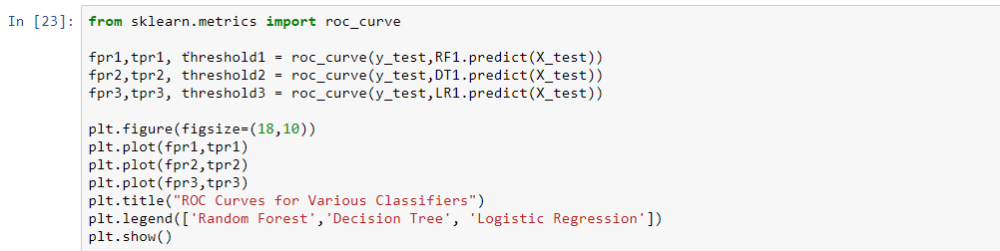 In [23]: from sklearn.metrics import roc_curve
fpr1,tpr1, threshold1 = roc_curve(y_test,RF1.predict(X_test))
fpr2,tpr2, threshold2 = roc_curve(y_test,DT1.predict(X_test))
fpr3,tpr3, threshold3 = roc_curve(y_test,LR1.predict(X_test))
plt.figure(figsize=(18,10))
plt.plot(fpr1,tpr1)
plt.plot(fpr2,tpr2)
plt.plot(fpr3,tpr3)
plt.title("ROC Curves for Various Classifiers")
plt.legend(['Random Forest','Decision Tree', 'Logistic Regression'])
plt.show()